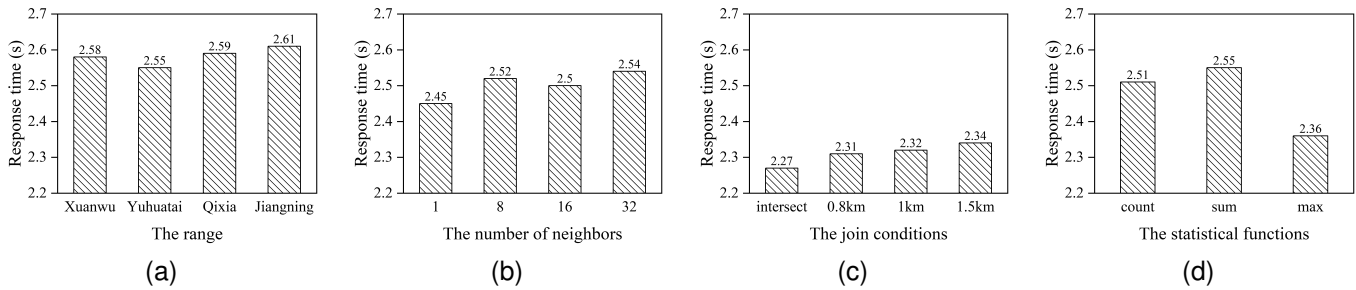 Response time (s)
2.7
2.6
2.5
2.4
2.3
2.2
2.58
2.55
2.59
2.61
Xuanwu Yuhuatai Qixia Jiangning
The range
(a)
Response time (s)
2.7
2.6
2.5
2.4
2.3
2.2
2.45
2.52
2.5
2.54
1 8 16 32
The number of neighbors
(b)
Response time (s)
2.7
2.6
2.5
2.4
2.3
2.2
2.27
2.31
2.32
2.34
intersect 0.8km 1km 1.5km
The join conditions
(c)
Response time (s)
2.7
2.6
2.5
2.4
2.3
2.2
2.51
2.55
2.36
count sum max
The statistical functions
(d)